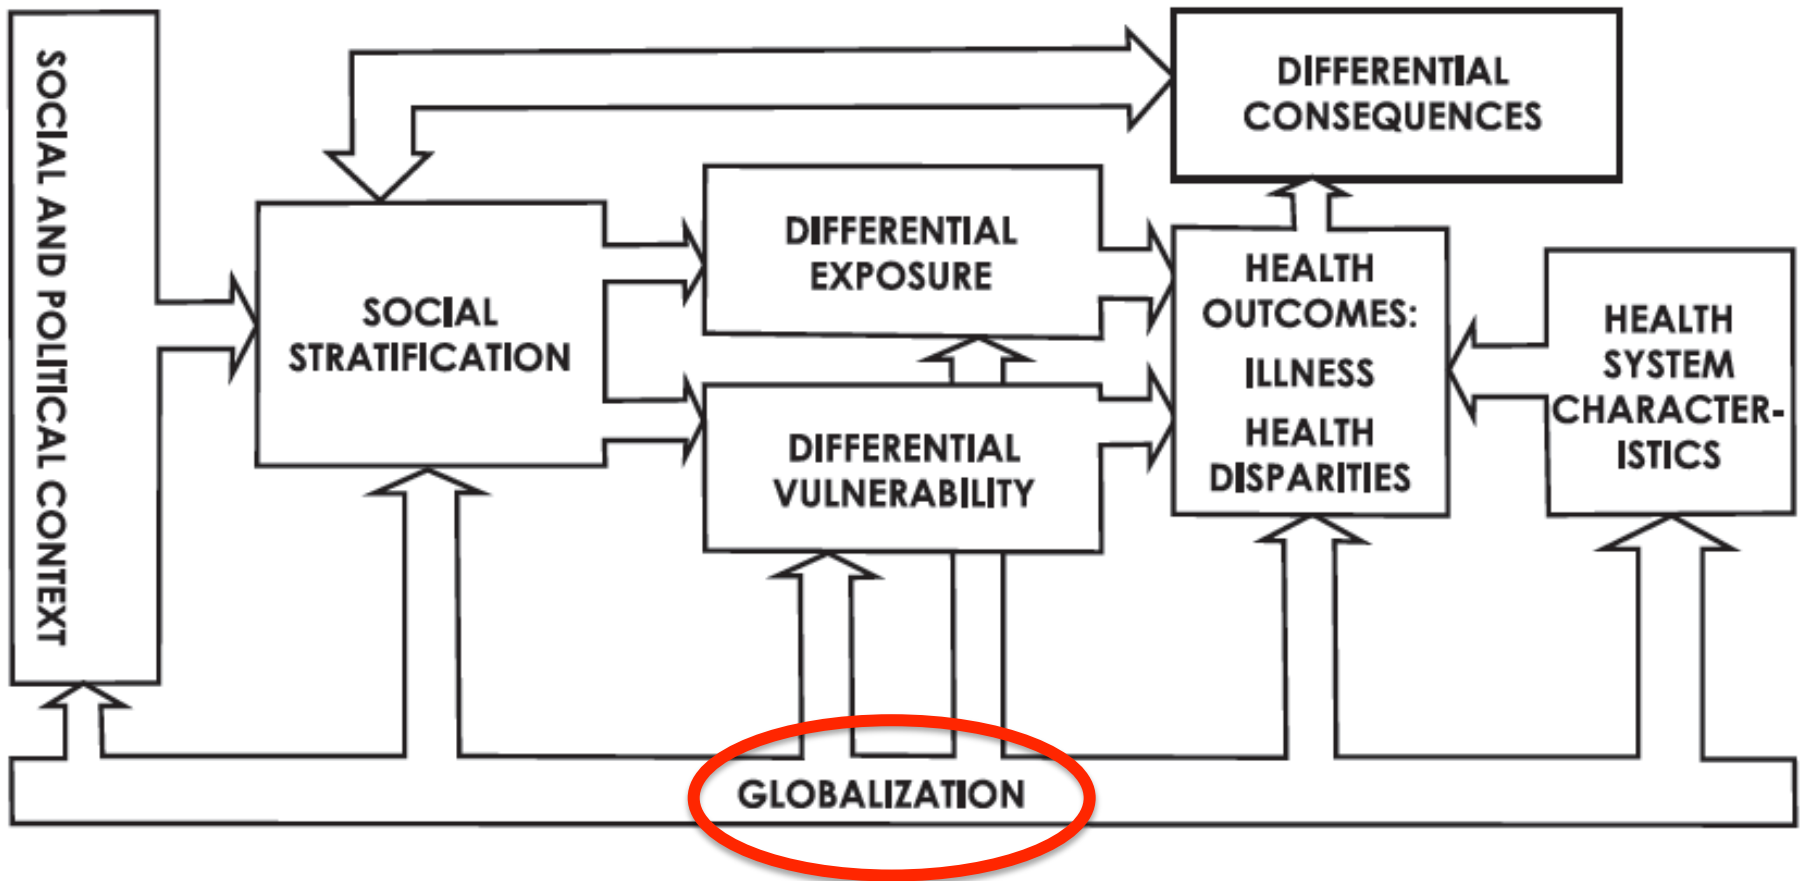 SOCIAL AND POLITICAL CONTEXT
SOCIAL
STRATIFICATION
DIFFERENTIAL
EXPOSURE
DIFFERENTIAL
VULNERABILITY
DIFFERENTIAL
CONSEQUENCES
HEALTH
OUTCOMES:
ILLNESS
HEALTH
DISPARITIES
HEALTH
SYSTEM
CHARACTER-
ISTICS
GLOBALIZATION